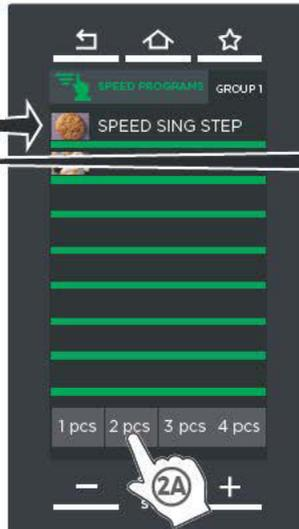 SPEED PROGRAMS GROUP 1
SPEED SING STEP
1 pcs 2 pcs 3 pcs 4 pcs
2A